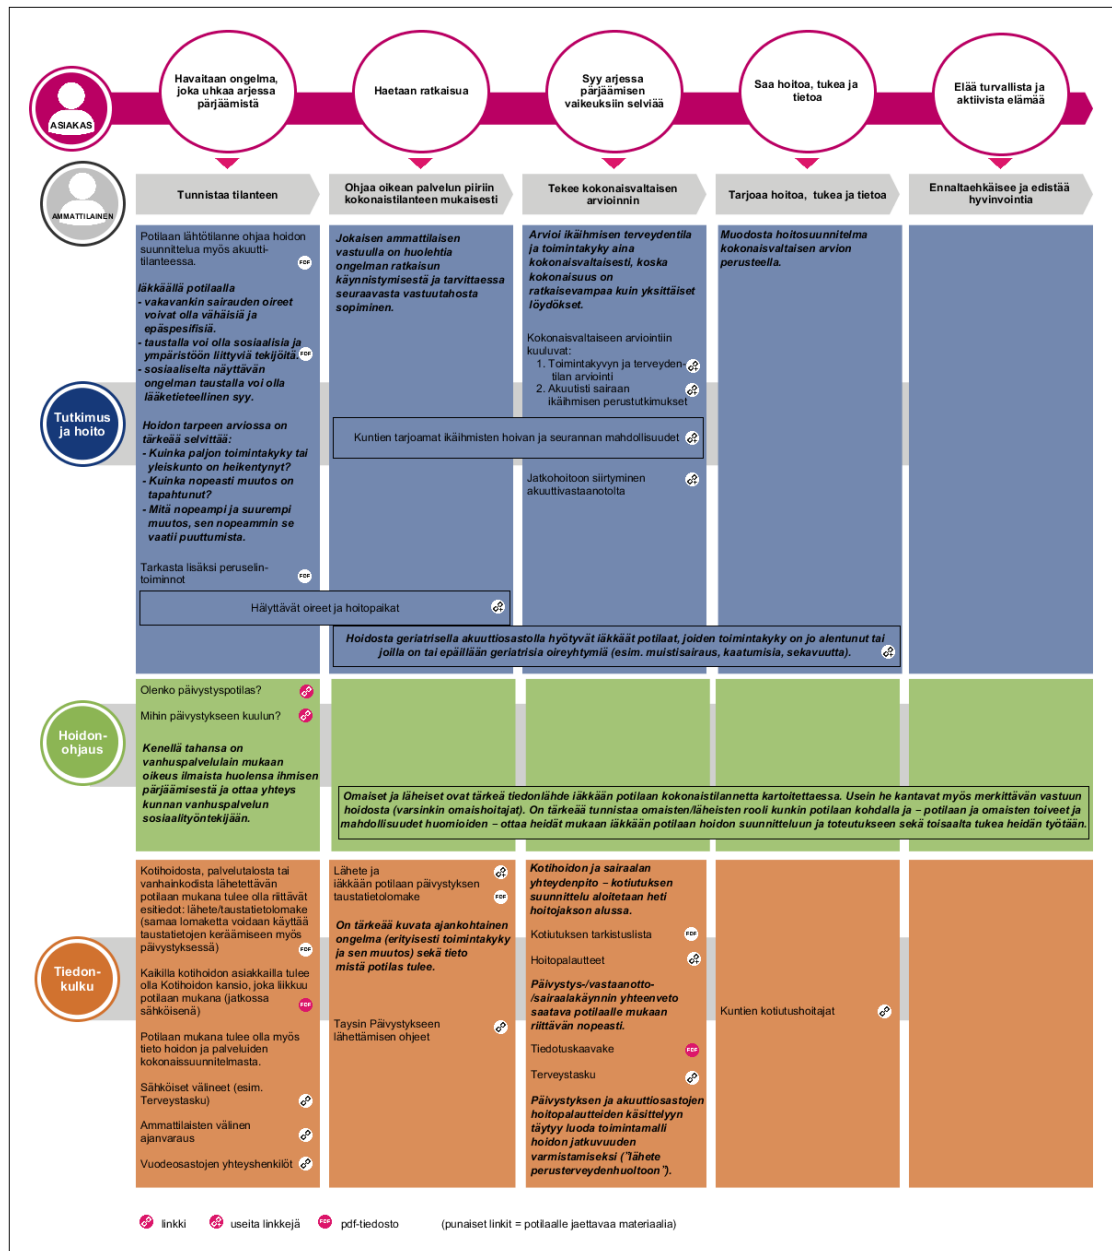 Havaitaan ongelma,
joka uhkaa arjessa
pärjäämistä
Haetaan ratkaisua
Syy arjessa
pärjäämisen
vaikeuksiin selviää
Saa hoitoa, tukea ja
tietoa
Elää turvallista ja
aktiivista elämää
ASIAKAS
AMMATTILAINEN
Tunnistaa tilanteen
Ohjaa oikean palvelun piiriin
kokonaistilanteen mukaisesti
Tekee kokonaisvaltaisen
arvioinnin
Tarjoaa hoitoa, tukea ja tietoa
Ennaltaehkäisee ja edistää
hyvinvointia
Tutkimus
ja hoito
Potilaan lähtötilanne ohjaa hoidon
suunnittelua myös akuutti-
tilanteessa.
PDF
Iäkkäällä potilaalla
- vakavankin sairauden oireet
voivat olla vähäisiä ja
epäspesifisiä.
- taustalla voi olla sosiaalisia ja
ympäristöön liittyviä tekijöitä.
PDF
- sosiaaliselta näyttävän
ongelman taustalla voi olla
lääketieteellinen syy.
Hoidon tarpeen arviossa on
tärkeää selvittää:
- Kuinka paljon toimintakyky tai
yleiskunto on heikentynyt?
- Kuinka nopeasti muutos on
tapahtunut?
- Mitä nopeampi ja suurempi
muutos, sen nopeammin se
vaatii puuttumista.
Tarkasta lisäksi peruselin-
toiminnot
PDF
Jokaisen ammattilaisen
vastuulla on huolehtia
ongelman ratkaisun
käynnistymisestä ja tarvittaessa
seuraavasta vastuutahosta
sopiminen.
Arvioi ikäihmisen terveydentila
ja toimintakyky aina
kokonaisvaltaisesti, koska
kokonaisuus on
ratkaisevampaa kuin yksittäiset
löydökset.
Kokonaisvaltaiseen arviointiin
kuuluvat:
1. Toimintakyvyn ja terveyden-
tilan arviointi
2. Akuutisti sairaan
ikäihmisen perustutkimukset
Muodosta hoitosuunnitelma
kokonaisvaltaisen arvion
perusteella.
Kuntien tarjoamat ikäihmisten hoivan ja seurannan mahdollisuudet
Jatkohoitoon siirtyminen
akuuttivastaanotolta
Hälyttävät oireet ja hoitopaikat
Hoidosta geriatrisella akuuttiosastolla hyötyvät iäkkäät potilaat, joiden toimintakyky on jo alentunut tai
joilla on tai epäillään geriatrisia oireyhtymiä (esim. muistisairaus, kaatumisia, sekavuutta).
Hoidon-
ohjaus
Olenko päivystyspotilas?
Mihin päivystykseen kuulun?
Kenellä tahansa on
vanhuspalvelulain mukaan
oikeus ilmaista huolensa ihmisen
pärjäämisestä ja ottaa yhteys
kunnan vanhuspalvelun
sosiaalityöntekijään.
Omaiset ja läheiset ovat tärkeä tiedonlähde iäkkään potilaan kokonaistilannetta kartoitettaessa. Usein he kantavat myös merkittävän vastuun
hoidosta (varsinkin omaishoitajat). On tärkeää tunnistaa omaisten/läheisten rooli kunkin potilaan kohdalla ja – potilaan ja omaisten toiveet ja
mahdollisuudet huomioiden – ottaa heidät mukaan iäkkään potilaan hoidon suunnitteluun ja toteutukseen sekä toisaalta tukea heidän työtään.
Tiedon-
kulku
Kotihoidosta, palvelutalosta tai
vanhainkodista lähetettävän
potilaan mukana tulee olla riittävät
esitiedot: lähete/taustatietolomake
(samaa lomaketta voidaan käyttää
taustatietojen keräämiseen myös
päivystyksessä)
PDF
Kaikilla kotihoidon asiakkailla tulee
olla Kotihoidon kansio, joka liikkuu
potilaan mukana (jatkossa
sähköisenä)
PDF
Potilaan mukana tulee olla myös
tieto hoidon ja palveluiden
kokonaissuunnitelmasta.
Sähköiset välineet (esim.
Terveystasku)
Ammattilaisten välinen
ajanvaraus
Vuodeosastojen yhteyshenkilöt
Lähete ja
iäkkään potilaan päivystyksen
taustatietolomake
PDF
On tärkeää kuvata ajankohtainen
ongelma (erityisesti toimintakyky
ja sen muutos) sekä tieto
mistä potilas tulee.
Taysin Päivystykseen
lähettämisen ohjeet
Kotihoidon ja sairaalan
yhteydenpito – kotiutuksen
suunnittelu aloitetaan heti
hoitojakson alussa.
Kotiutuksen tarkistuslista
PDF
Hoitopalautteet
Päivystys-/vastaanotto-
/sairaalakäynnin yhteenveto
saatava potilaalle mukaan
riittävän nopeasti.
Tiedotuskaavake
PDF
Terveystasku
Päivystyksen ja akuuttiosastojen
hoitopalautteiden käsittelyyn
täytyy luoda toimintamalli
hoidon jatkuvuuden
varmistamiseksi ("lähete
perusterveydenhuoltoon").
Kuntien kotiutushoitajat
linkki
useita linkkejä
PDF
pdf-tiedosto
(punaiset linkit = potilaalle jaettavaa materiaalia)